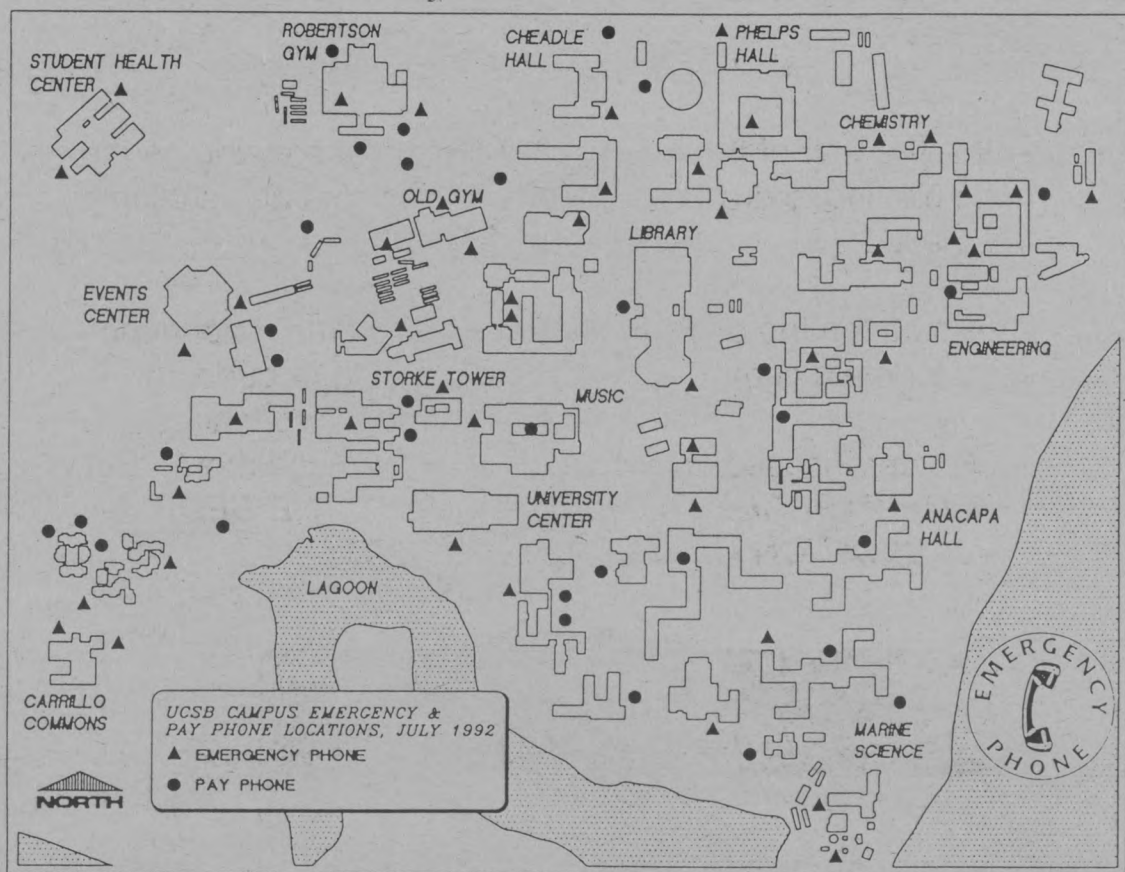 ROBERTSON
GYM
CHEADLE
HALL
PHELPS
HALL
STUDENT HEALTH
CENTER
CHEMISTRY
OLD GYM
LIBRARY
EVENTS
CENTER
ENGINEERING
STORKE TOWER
MUSIC
UNIVERSITY
CENTER
ANACAPA
HALL
LAGOON
CARRILLO
COMMONS
UCSB CAMPUS EMERGENCY &
PAY PHONE LOCATIONS, JULY 1992
EMERGENCY PHONE
PAY PHONE
MARINE
SCIENCE
EMERGENCY
PHONE
NORTH